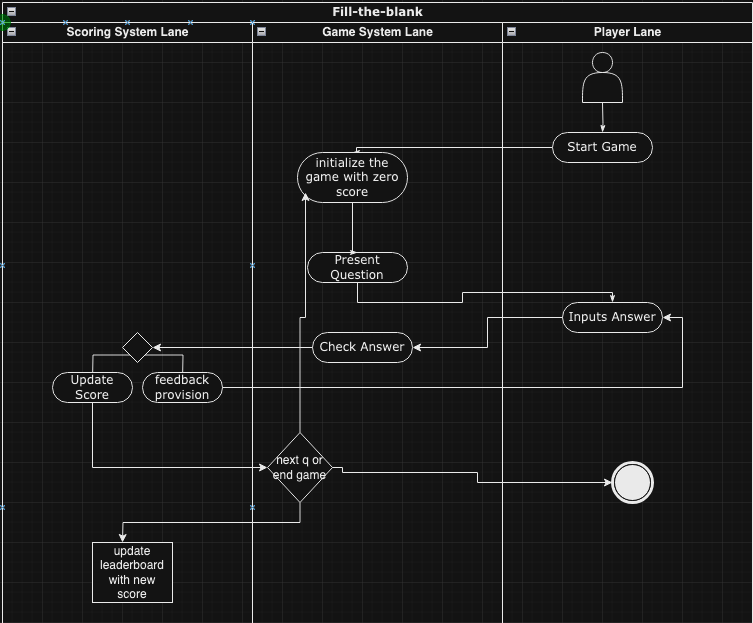 Fill-the-blank
Scoring System Lane
Game System Lane
Player Lane
Start Game
initialize the
game with zero
score
Present
Question
Inputs Answer
Check Answer
Update
Score
feedback
provision
next q or
end game
update
leaderboard
with new
score